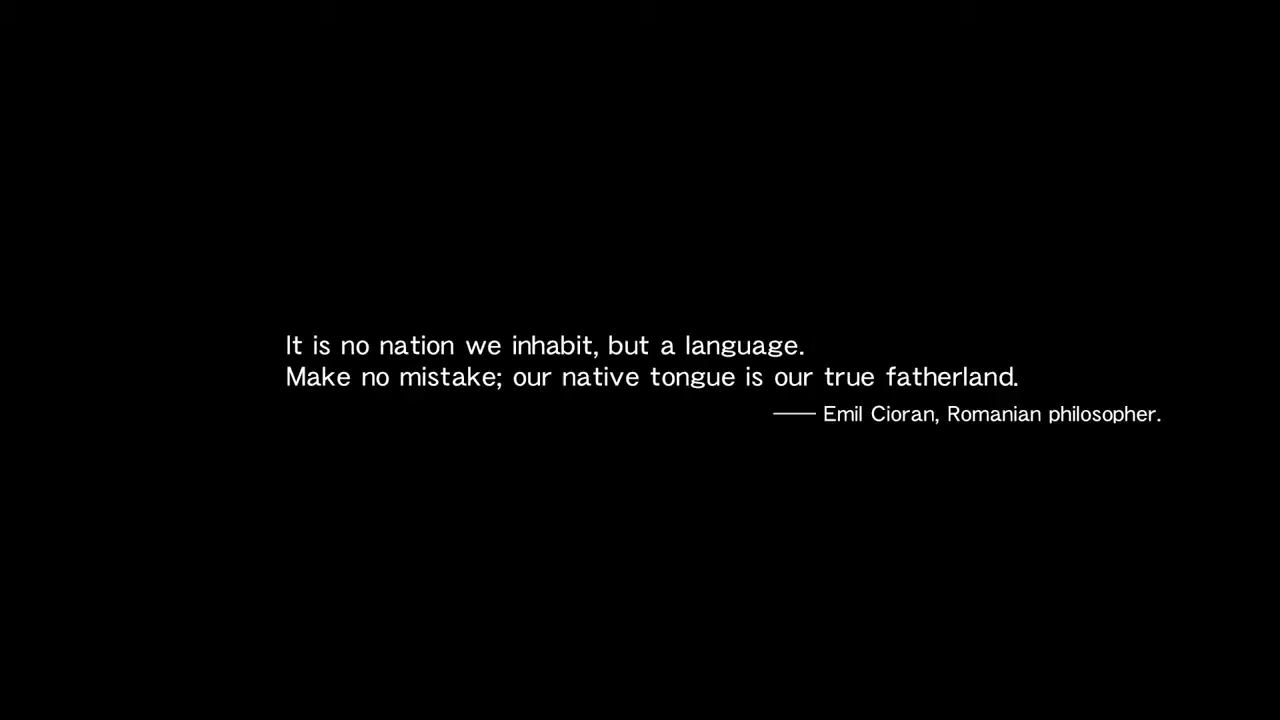 It is no nation we inhabit, but a language.
Make no mistake; our native tongue is our true fatherland.
—— Emil Cioran, Romanian philosopher.